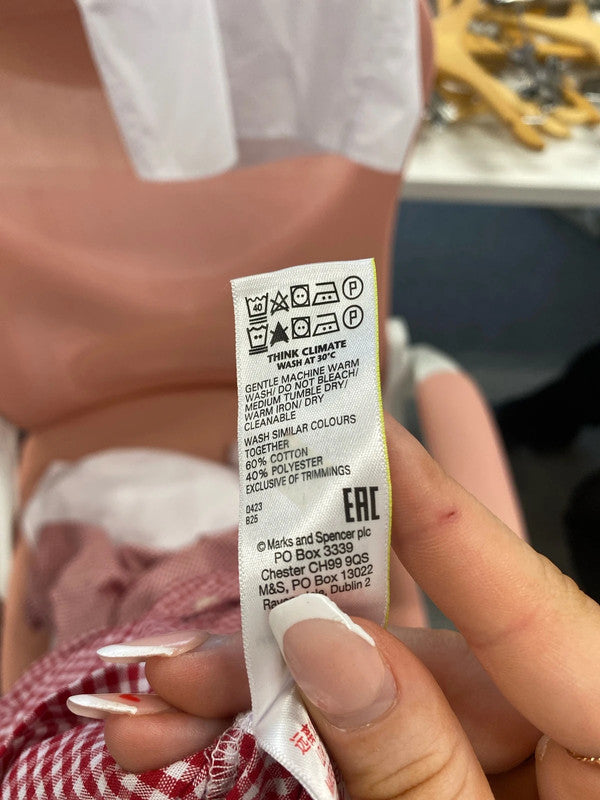 40 P
P
THINK CLIMATE
WASH AT 30°C
GENTLE MACHINE WARM
WASH/ DO NOT BLEACH/
MEDIUM TUMBLE DRY/
WARM IRON/ DRY
CLEANABLE
WASH SIMILAR COLOURS
TOGETHER
60% COTTON
40% POLYESTER
EXCLUSIVE OF TRIMMINGS
0423
B25
EAC
© Marks and Spencer plc
PO Box 3339
Chester CH99 9QS
M&S, PO Box 13022
Dublin 2